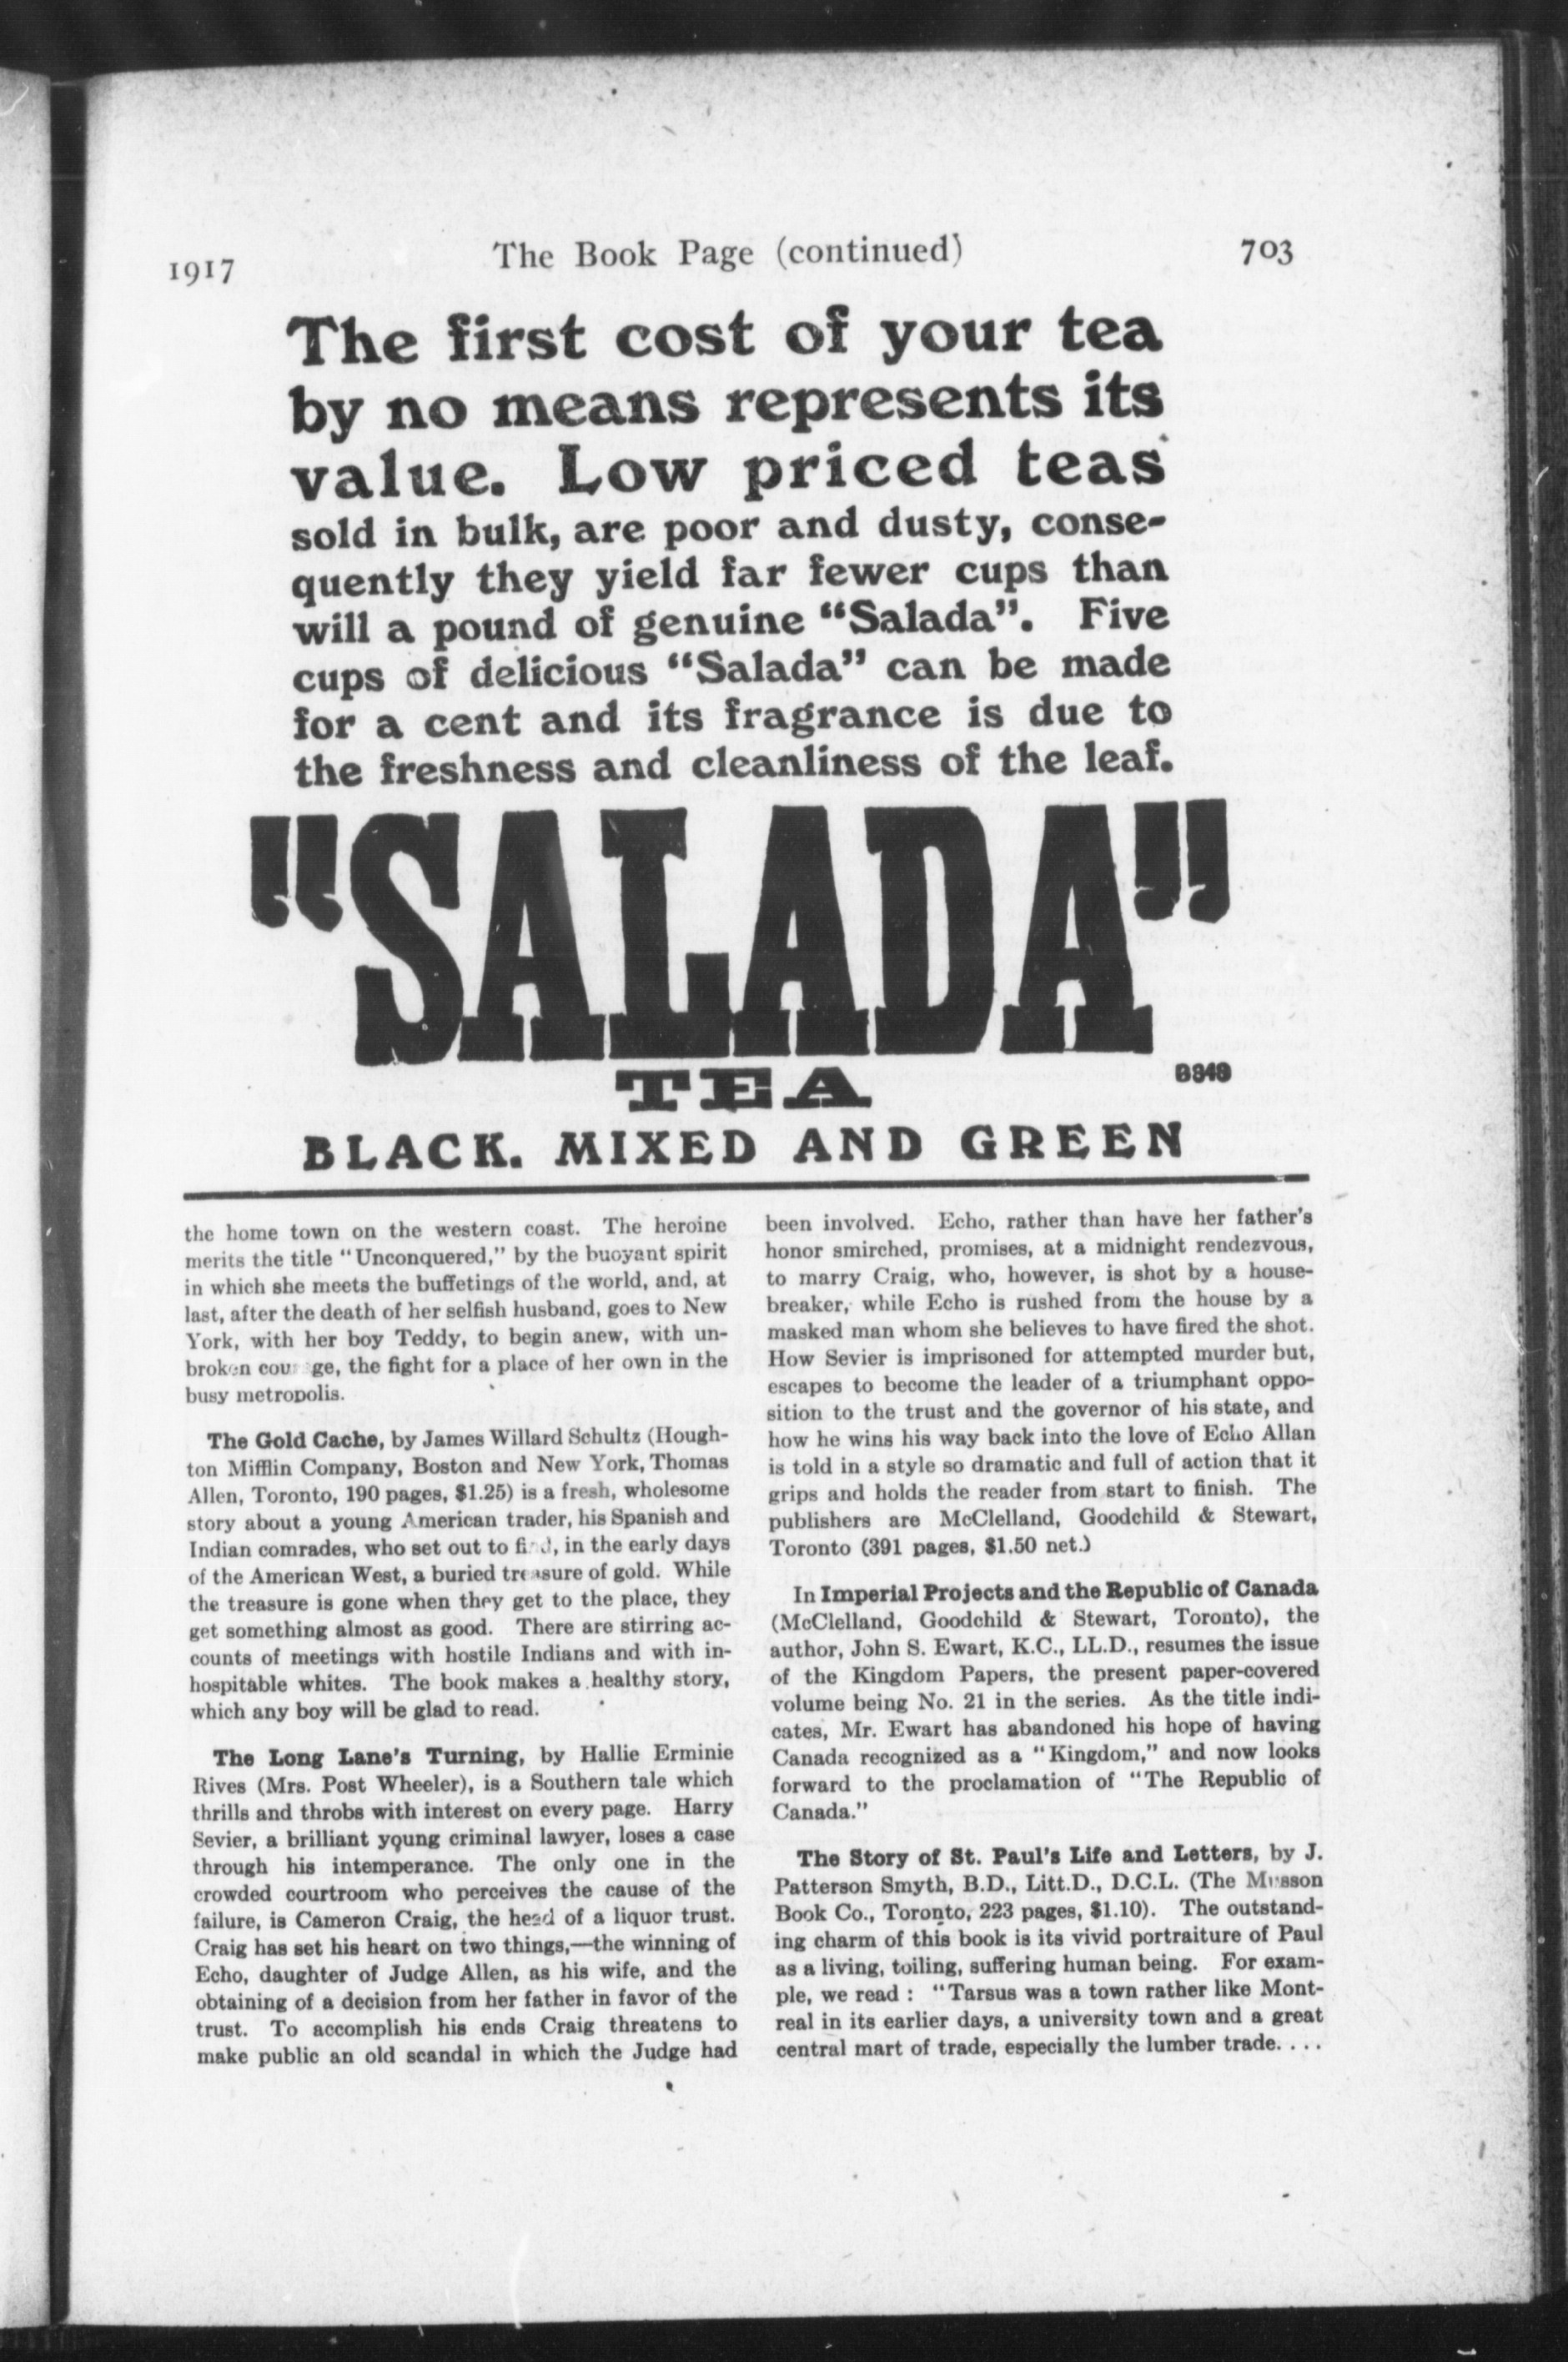 1917
The Book Page (continued)
703
The first cost of your tea
by no means represents its
value. Low priced teas
sold in bulk, are poor and dusty, conse-
quently they yield far fewer cups than
will a pound of genuine “Salada”. Five
cups of delicious “Salada” can be made
for a cent and its fragrance is due to
the freshness and cleanliness of the leaf.
"SALADA"
TEA
BLACK. MIXED AND GREEN
the home town on the western coast. The heroine
merits the title “Unconquered,” by the buoyant spirit
in which she meets the buffetings of the world, and, at
last, after the death of her selfish husband, goes to New
York, with her boy Teddy, to begin anew, with un-
broken courage, the fight for a place of her own in the
busy metropolis.
The Gold Cache, by James Willard Schultz (Hough-
ton Mifflin Company, Boston and New York, Thomas
Allen, Toronto, 190 pages, $1.25) is a fresh, wholesome
story about a young American trader, his Spanish and
Indian comrades, who set out to find, in the early days
of the American West, a buried treasure of gold. While
the treasure is gone when they get to the place, they
get something almost as good. There are stirring ac-
counts of meetings with hostile Indians and with in-
hospitable whites. The book makes a healthy story,
which any boy will be glad to read.
The Long Lane's Turning, by Hallie Erminie
Rives (Mrs. Post Wheeler), is a Southern tale which
thrills and throbs with interest on every page. Harry
Sevier, a brilliant young criminal lawyer, loses a case
through his intemperance. The only one in the
crowded courtroom who perceives the cause of the
failure, is Cameron Craig, the head of a liquor trust.
Craig has set his heart on two things,—the winning of
Echo, daughter of Judge Allen, as his wife, and the
obtaining of a decision from her father in favor of the
trust. To accomplish his ends Craig threatens to
make public an old scandal in which the Judge had
been involved. Echo, rather than have her father's
honor smirched, promises, at a midnight rendezvous,
to marry Craig, who, however, is shot by a house-
breaker, while Echo is rushed from the house by a
masked man whom she believes to have fired the shot.
How Sevier is imprisoned for attempted murder but,
escapes to become the leader of a triumphant oppo-
sition to the trust and the governor of his state, and
how he wins his way back into the love of Echo Allan
is told in a style so dramatic and full of action that it
grips and holds the reader from start to finish. The
publishers are McClelland, Goodchild & Stewart,
Toronto (391 pages, $1.50 net.)
In Imperial Projects and the Republic of Canada
(McClelland, Goodchild & Stewart, Toronto), the
author, John S. Ewart, K.C., LL.D., resumes the issue
of the Kingdom Papers, the present paper-covered
volume being No. 21 in the series. As the title indi-
cates, Mr. Ewart has abandoned his hope of having
Canada recognized as a “Kingdom,” and now looks
forward to the proclamation of “The Republic of
Canada.”
The Story of St. Paul's Life and Letters, by J.
Patterson Smyth, B.D., Litt.D., D.C.L. (The Musson
Book Co., Toronto, 223 pages, $1.10). The outstand-
ing charm of this book is its vivid portraiture of Paul
as a living, toiling, suffering human being. For exam-
ple, we read : “Tarsus was a town rather like Mont-
real in its earlier days, a university town and a great
central mart of trade, especially the lumber trade. . . .